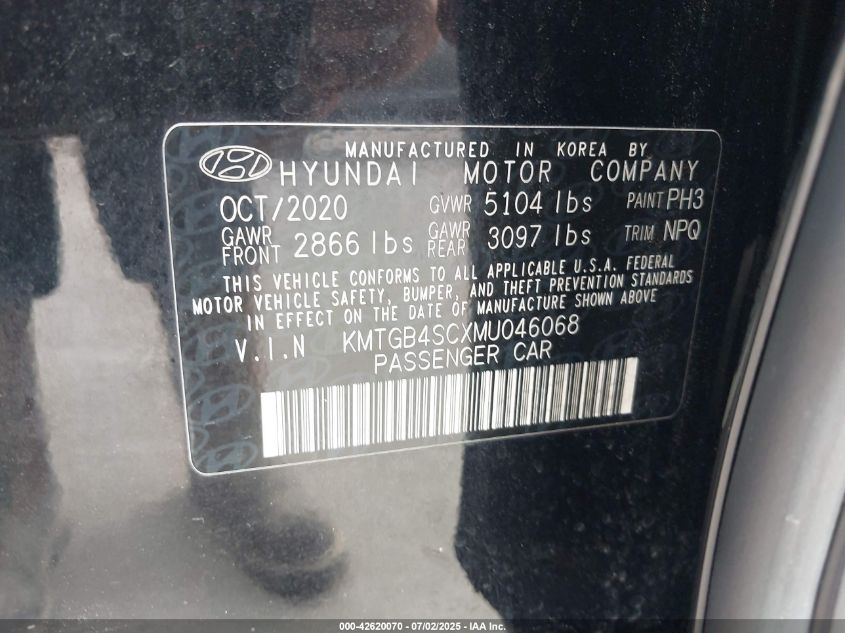 MANUFACTURED IN KOREA BY
HYUNDAI MOTOR COMPANY
OCT/2020 GVWR 5104 lbs PAINT PH3
GAWR FRONT 2866 lbs GAWR REAR 3097 lbs TRIM NPQ
THIS VEHICLE CONFORMS TO ALL APPLICABLE U.S.A. FEDERAL
MOTOR VEHICLE SAFETY, BUMPER, AND THEFT PREVENTION STANDARDS
IN EFFECT ON THE DATE OF MANUFACTURE SHOWN ABOVE
V.I.N KMTGB4SCXMU046068
PASSENGER CAR
000-42620070 - 07/02/2025 - IAA Inc.